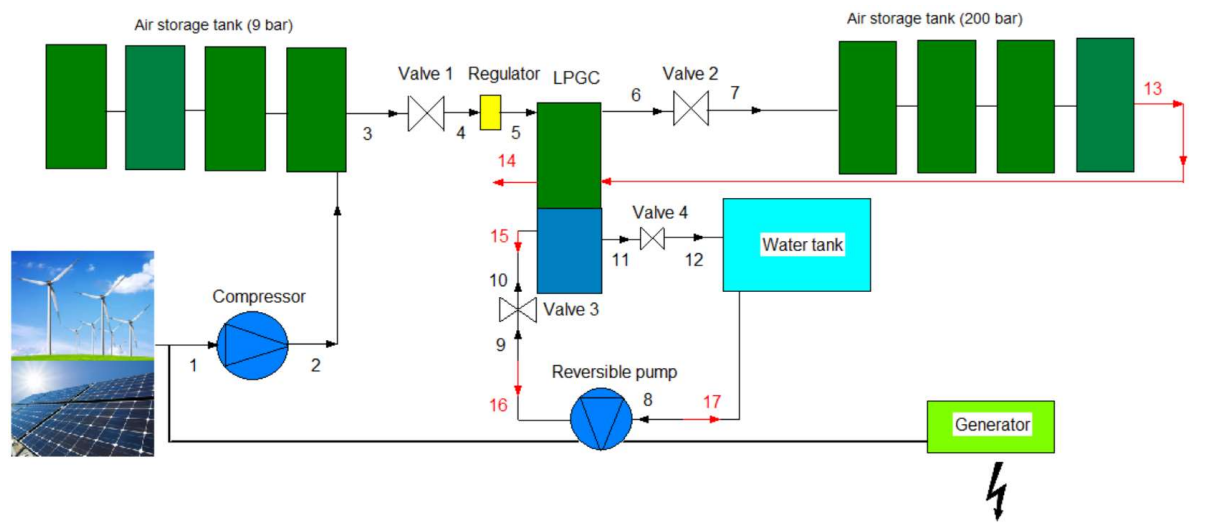 Air storage tank (9 bar)
Air storage tank (200 bar)
Valve 1
Regulator
LPGC
Valve 2
6
7
13
3
4
5
14
Valve 4
15
11
12
Water tank
10
Valve 3
Compressor
9
1
2
Reversible pump
16
8
17
Generator